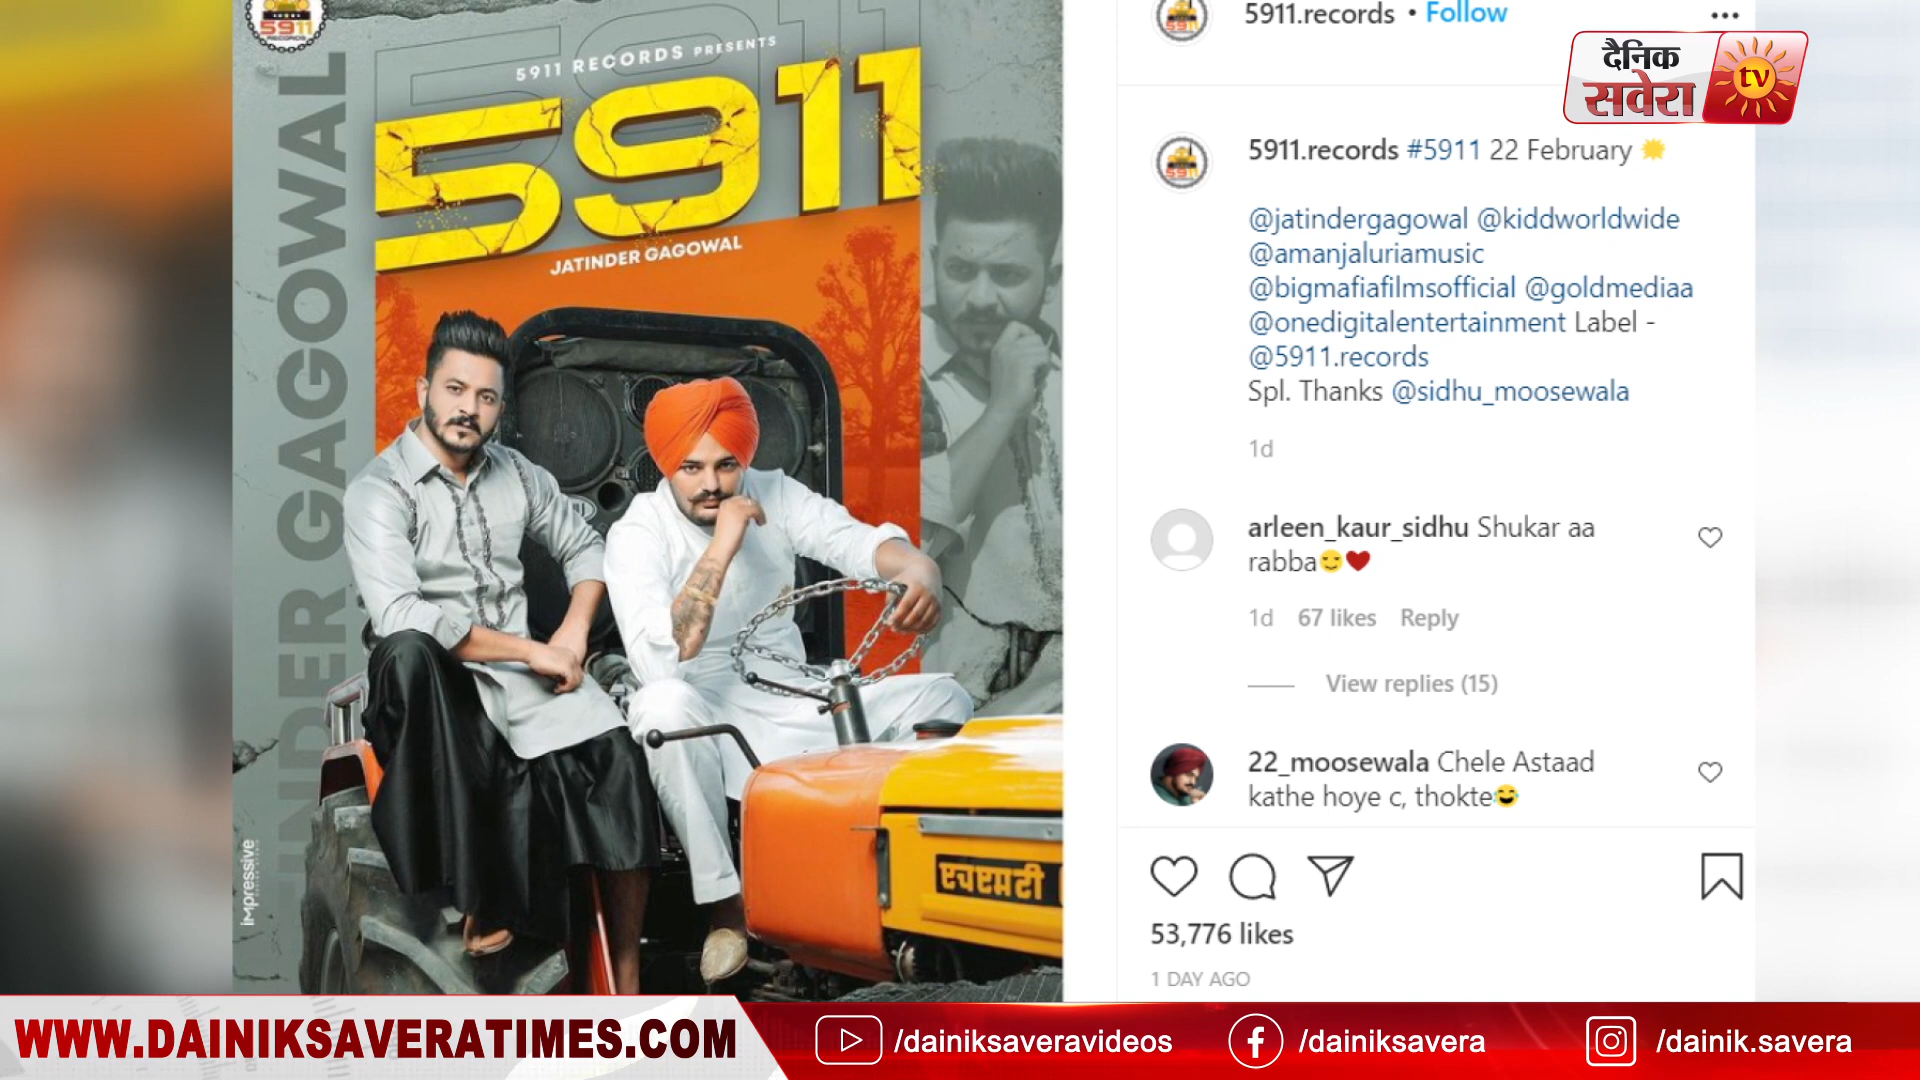 5911
RECORDS
5911 RECORDS PRESENTS
5911
JATINDER GAGOWAL
JATINDER GAGOWAL
iMpressive
एचएमटी
5911.records • Follow
दैनिक
सवेरा
tv
5911.records #5911 22 February
@jatindergagowal @kiddworldwide
@amanjaluriamusic
@bigmafiafilmsofficial @goldmediaa
@onedigitalentertainment Label -
@5911.records
Spl. Thanks @sidhu_moosewala
1d
arleen_kaur_sidhu Shukar aa
rabba😌❤
1d 67 likes Reply
View replies (15)
22_moosewala Chele Astaad
kathe hoye c, thokte😂
53,776 likes
1 DAY AGO
WWW.DAINIKSAVERATIMES.COM
/dainiksaveravideos
/dainiksavera
/dainik.savera